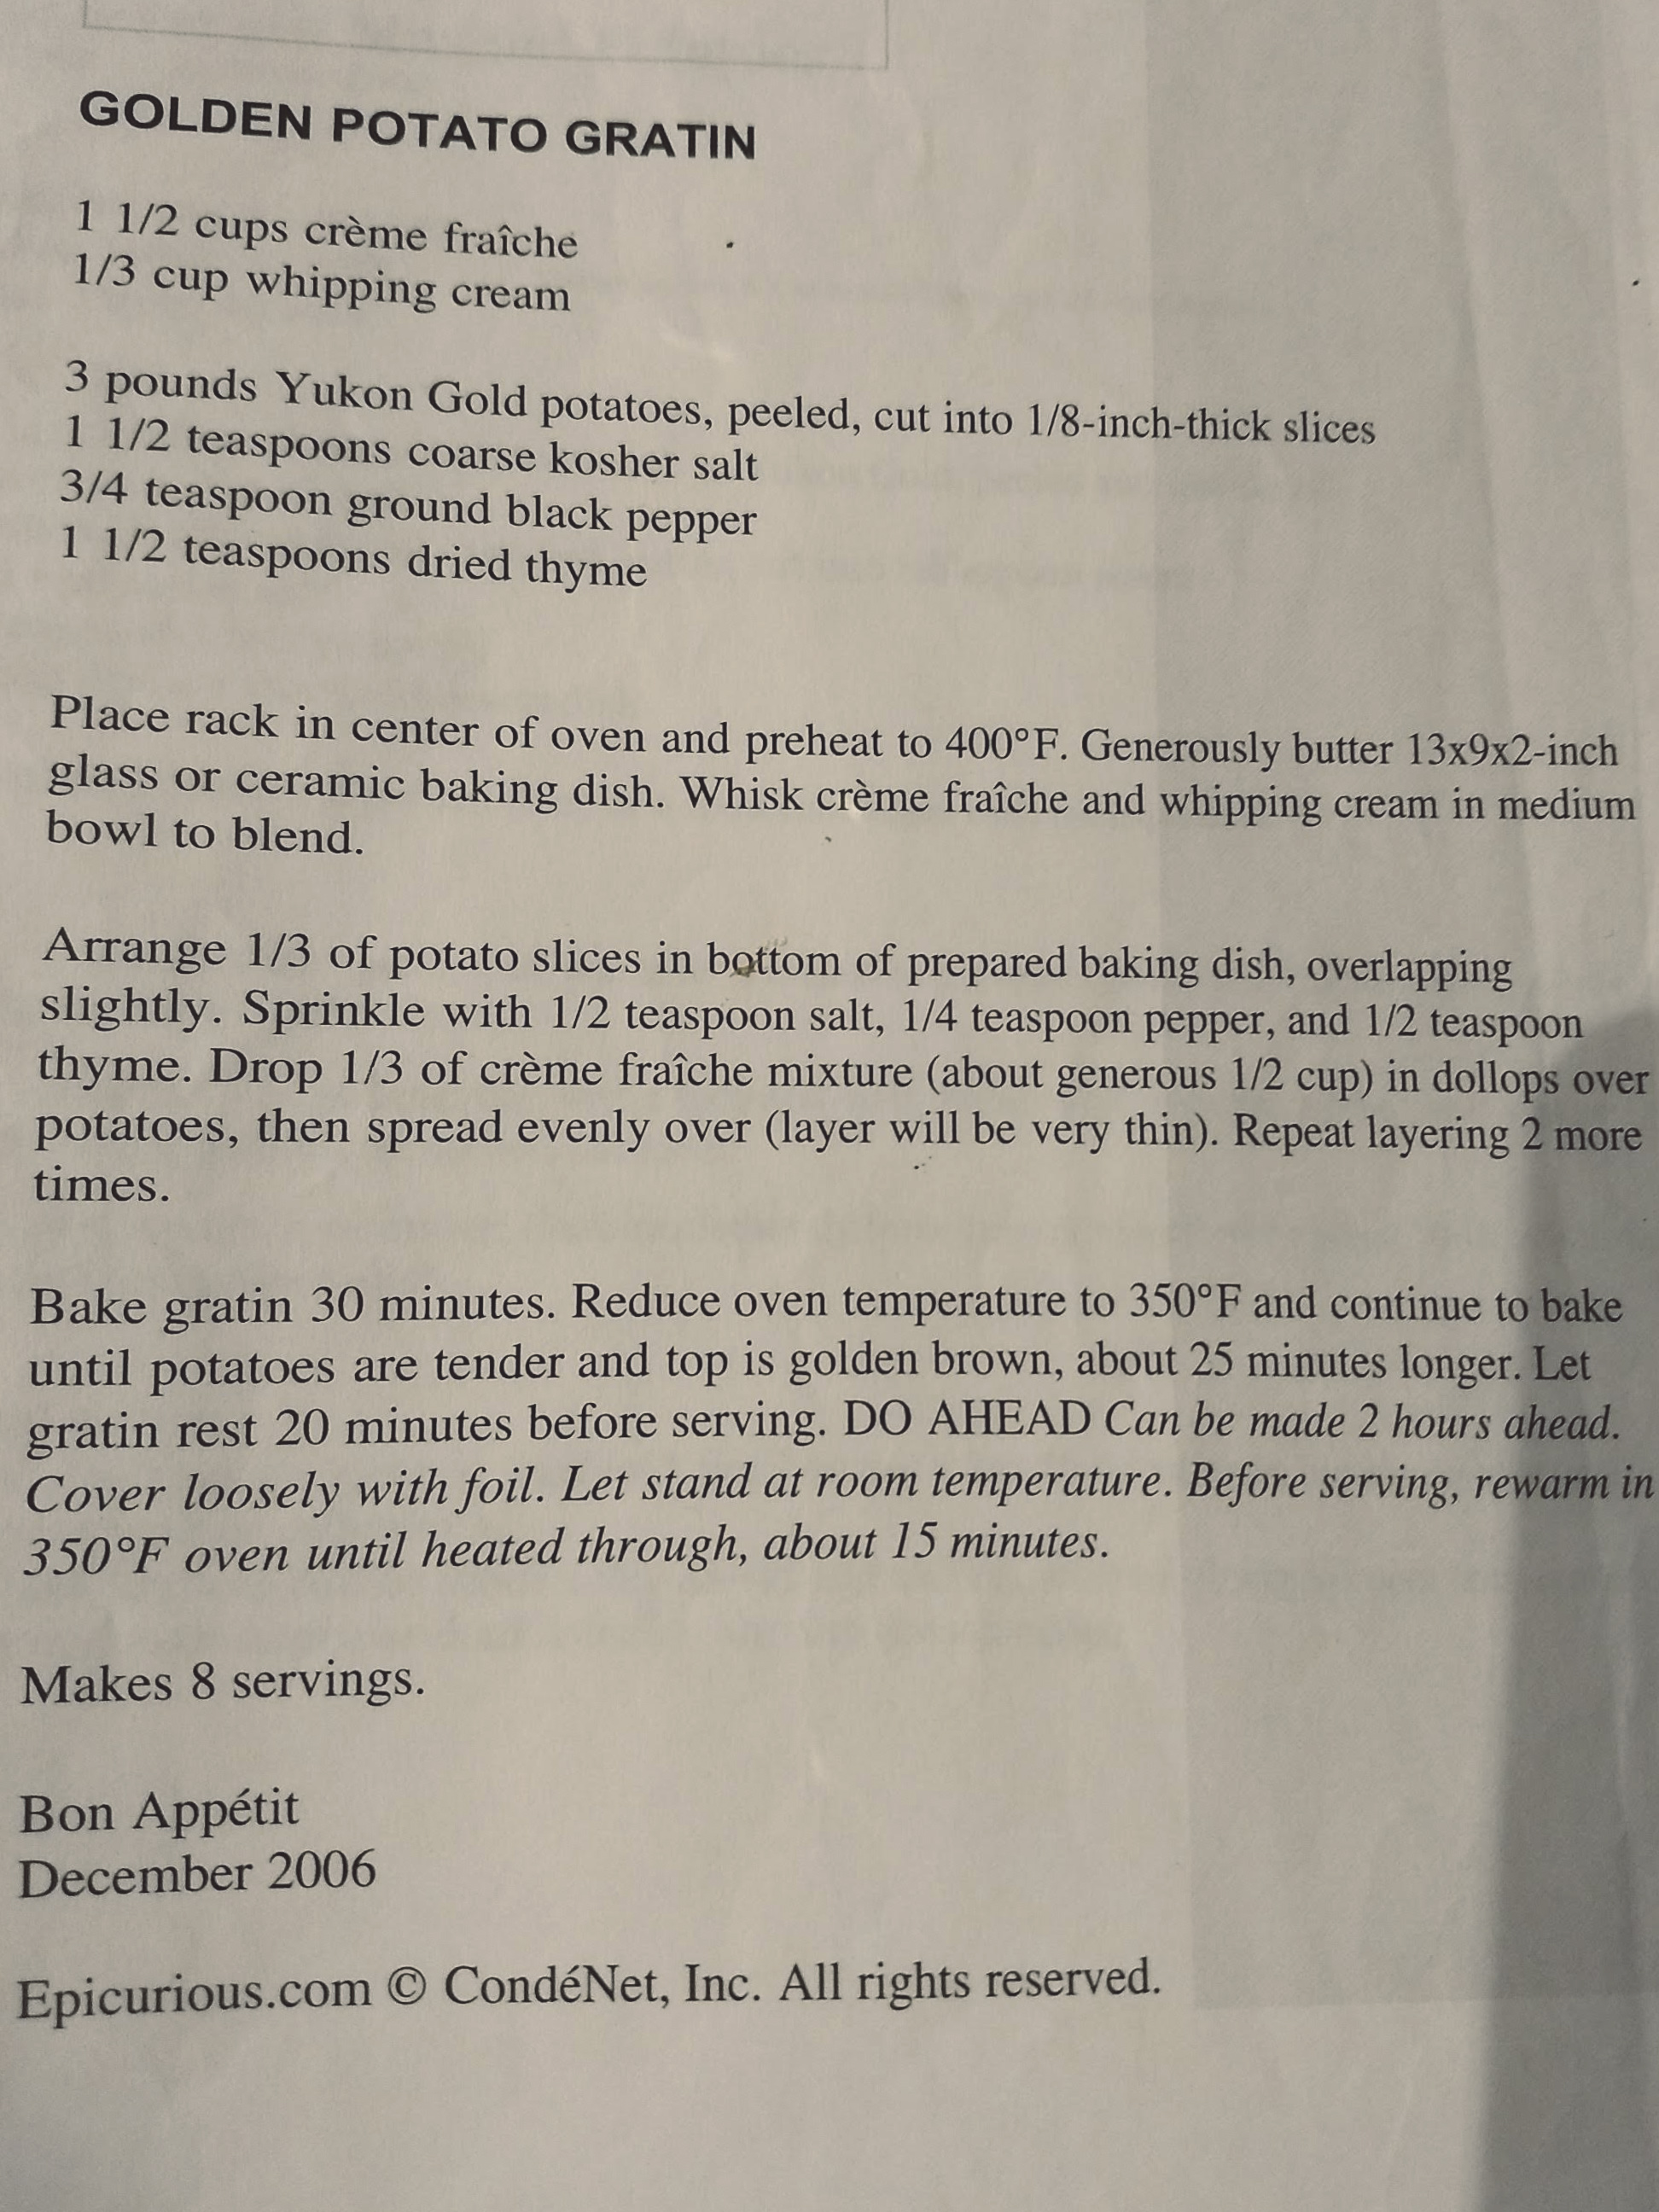 GOLDEN POTATO GRATIN
1 1/2 cups crème fraîche
1/3 cup whipping cream
3 pounds Yukon Gold potatoes, peeled, cut into 1/8-inch-thick slices
1 1/2 teaspoons coarse kosher salt
3/4 teaspoon ground black pepper
1 1/2 teaspoons dried thyme
Place rack in center of oven and preheat to 400°F. Generously butter 13x9x2-inch
glass or ceramic baking dish. Whisk crème fraîche and whipping cream in medium
bowl to blend.
Arrange 1/3 of potato slices in bottom of prepared baking dish, overlapping
slightly. Sprinkle with 1/2 teaspoon salt, 1/4 teaspoon pepper, and 1/2 teaspoon
thyme. Drop 1/3 of crème fraîche mixture (about generous 1/2 cup) in dollops over
potatoes, then spread evenly over (layer will be very thin). Repeat layering 2 more
times.
Bake gratin 30 minutes. Reduce oven temperature to 350°F and continue to bake
until potatoes are tender and top is golden brown, about 25 minutes longer. Let
gratin rest 20 minutes before serving. DO AHEAD Can be made 2 hours ahead.
Cover loosely with foil. Let stand at room temperature. Before serving, rewarm in
350°F oven until heated through, about 15 minutes.
Makes 8 servings.
Bon Appétit
December 2006
Epicurious.com © CondéNet, Inc. All rights reserved.